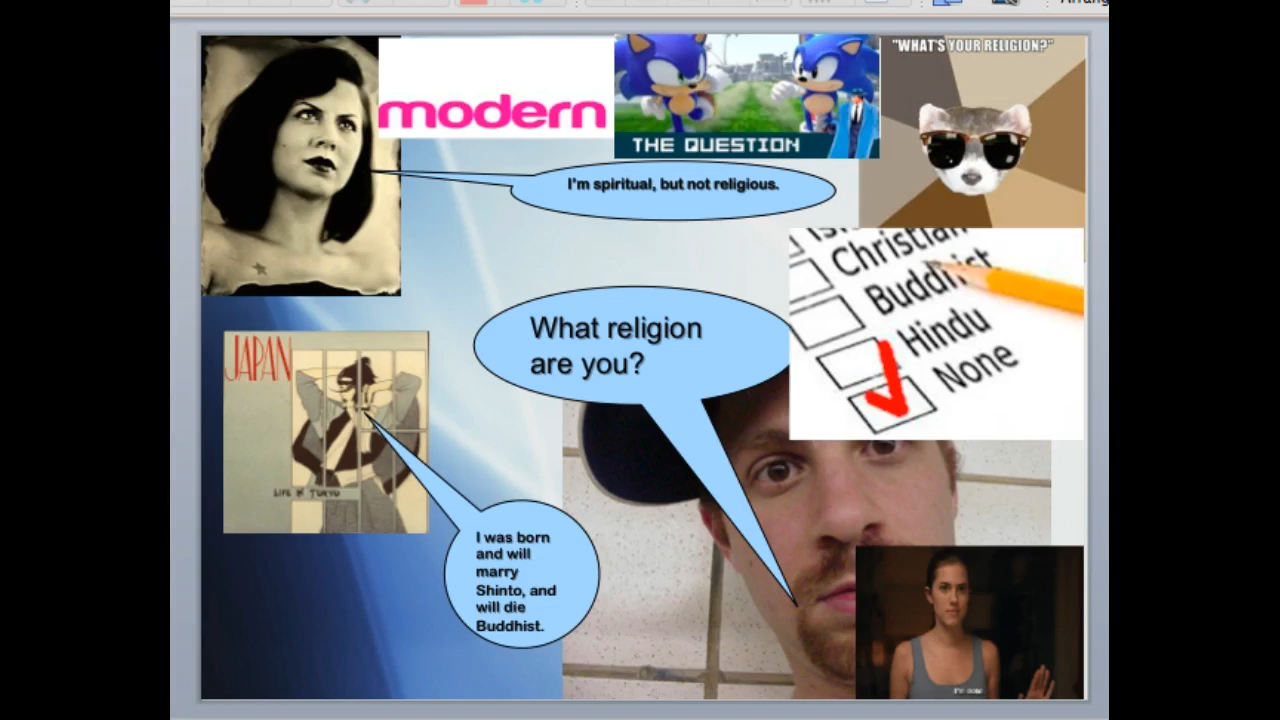 "WHAT'S YOUR RELIGION?"
modern
THE QUESTION
I'm spiritual, but not religious.
Christian
Buddhist
Hindu
None
What religion
are you?
JAPAN
LIFE IN TOKYO
I was born
and will
marry
Shinto, and
will die
Buddhist.